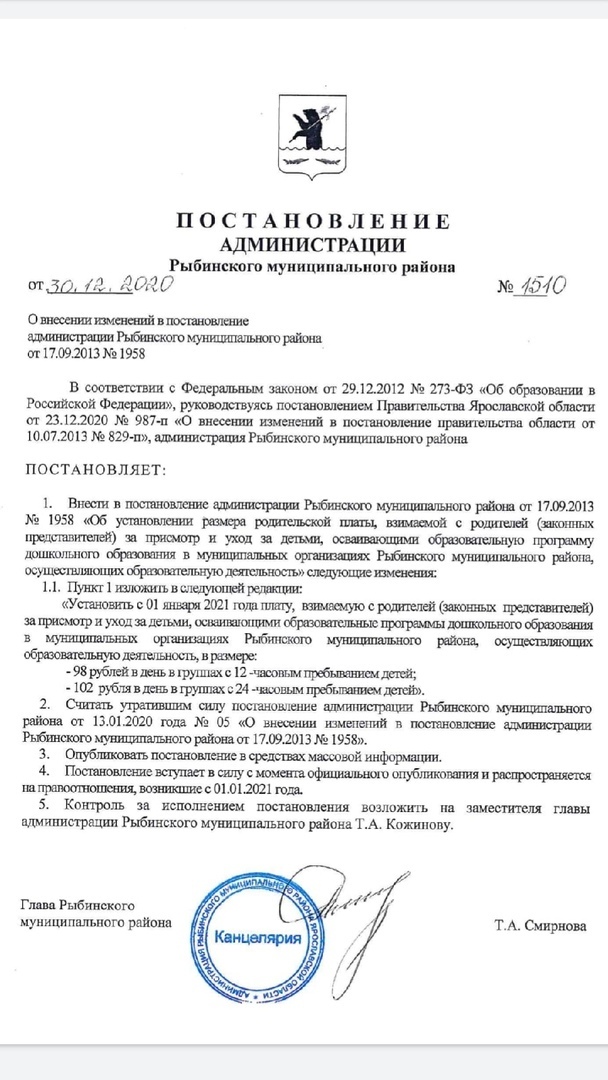 ПОСТАНОВЛЕНИЕ
АДМИНИСТРАЦИИ
Рыбинского муниципального района
от 30.12.2020 № 1510
О внесении изменений в постановление
администрации Рыбинского муниципального района
от 17.09.2013 № 1958
В соответствии с Федеральным законом от 29.12.2012 № 273-ФЗ «Об образовании в
Российской Федерации», руководствуясь постановлением Правительства Ярославской области
от 23.12.2020 № 987-п «О внесении изменений в постановление правительства области от
10.07.2013 № 829-п», администрация Рыбинского муниципального района
ПОСТАНОВЛЯЕТ:
1. Внести в постановление администрации Рыбинского муниципального района от 17.09.2013
№ 1958 «Об установлении размера родительской платы, взимаемой с родителей (законных
представителей) за присмотр и уход за детьми, осваивающими образовательную программу
дошкольного образования в муниципальных организациях Рыбинского муниципального района,
осуществляющих образовательную деятельность» следующие изменения:
1.1. Пункт 1 изложить в следующей редакции:
«Установить с 01 января 2021 года плату, взимаемую с родителей (законных представителей)
за присмотр и уход за детьми, осваивающими образовательные программы дошкольного образования
в муниципальных организациях Рыбинского муниципального района, осуществляющих
образовательную деятельность, в размере:
- 98 рублей в день в группах с 12 -часовым пребыванием детей;
- 102 рубля в день в группах с 24 -часовым пребыванием детей».
2. Считать утратившим силу постановление администрации Рыбинского муниципального
района от 13.01.2020 года № 05 «О внесении изменений в постановление администрации
Рыбинского муниципального района от 17.09.2013 № 1958».
3. Опубликовать постановление в средствах массовой информации.
4. Постановление вступает в силу с момента официального опубликования и распространяется
на правоотношения, возникшие с 01.01.2021 года.
5. Контроль за исполнением постановления возложить на заместителя главы
администрации Рыбинского муниципального района Т.А. Кожинову.
Глава Рыбинского
муниципального района
Т.А. Смирнова
АДМИНИСТРАЦИЯ РЫБИНСКОГО МУНИЦИПАЛЬНОГО РАЙОНА ЯРОСЛАВСКОЙ ОБЛАСТИ
Канцелярия